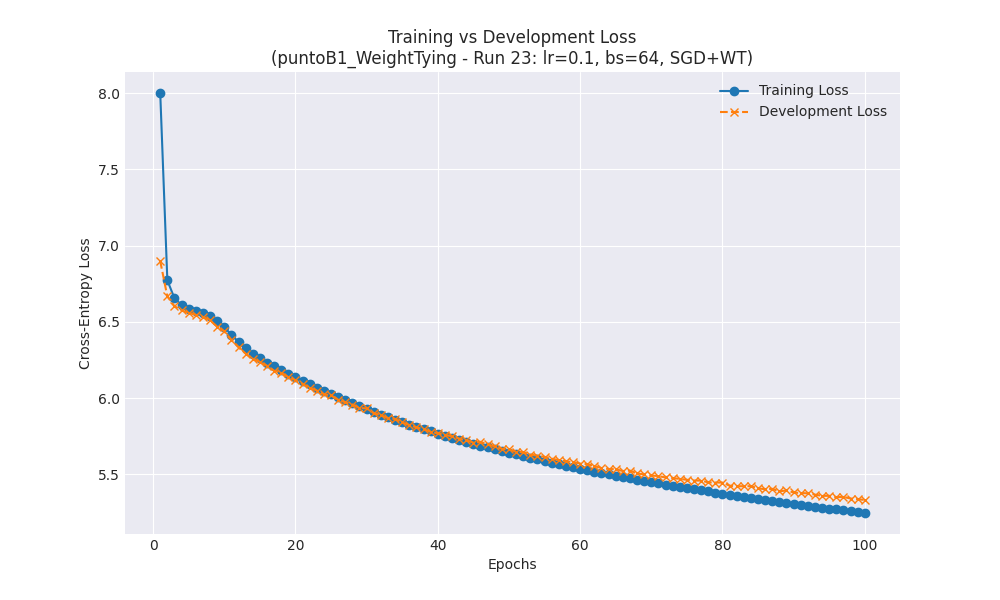 Training vs Development Loss
(puntoB1_WeightTying - Run 23: lr=0.1, bs=64, SGD+WT)
Training Loss
Development Loss
Cross-Entropy Loss
8.0
7.5
7.0
6.5
6.0
5.5
0 20 40 60 80 100
Epochs